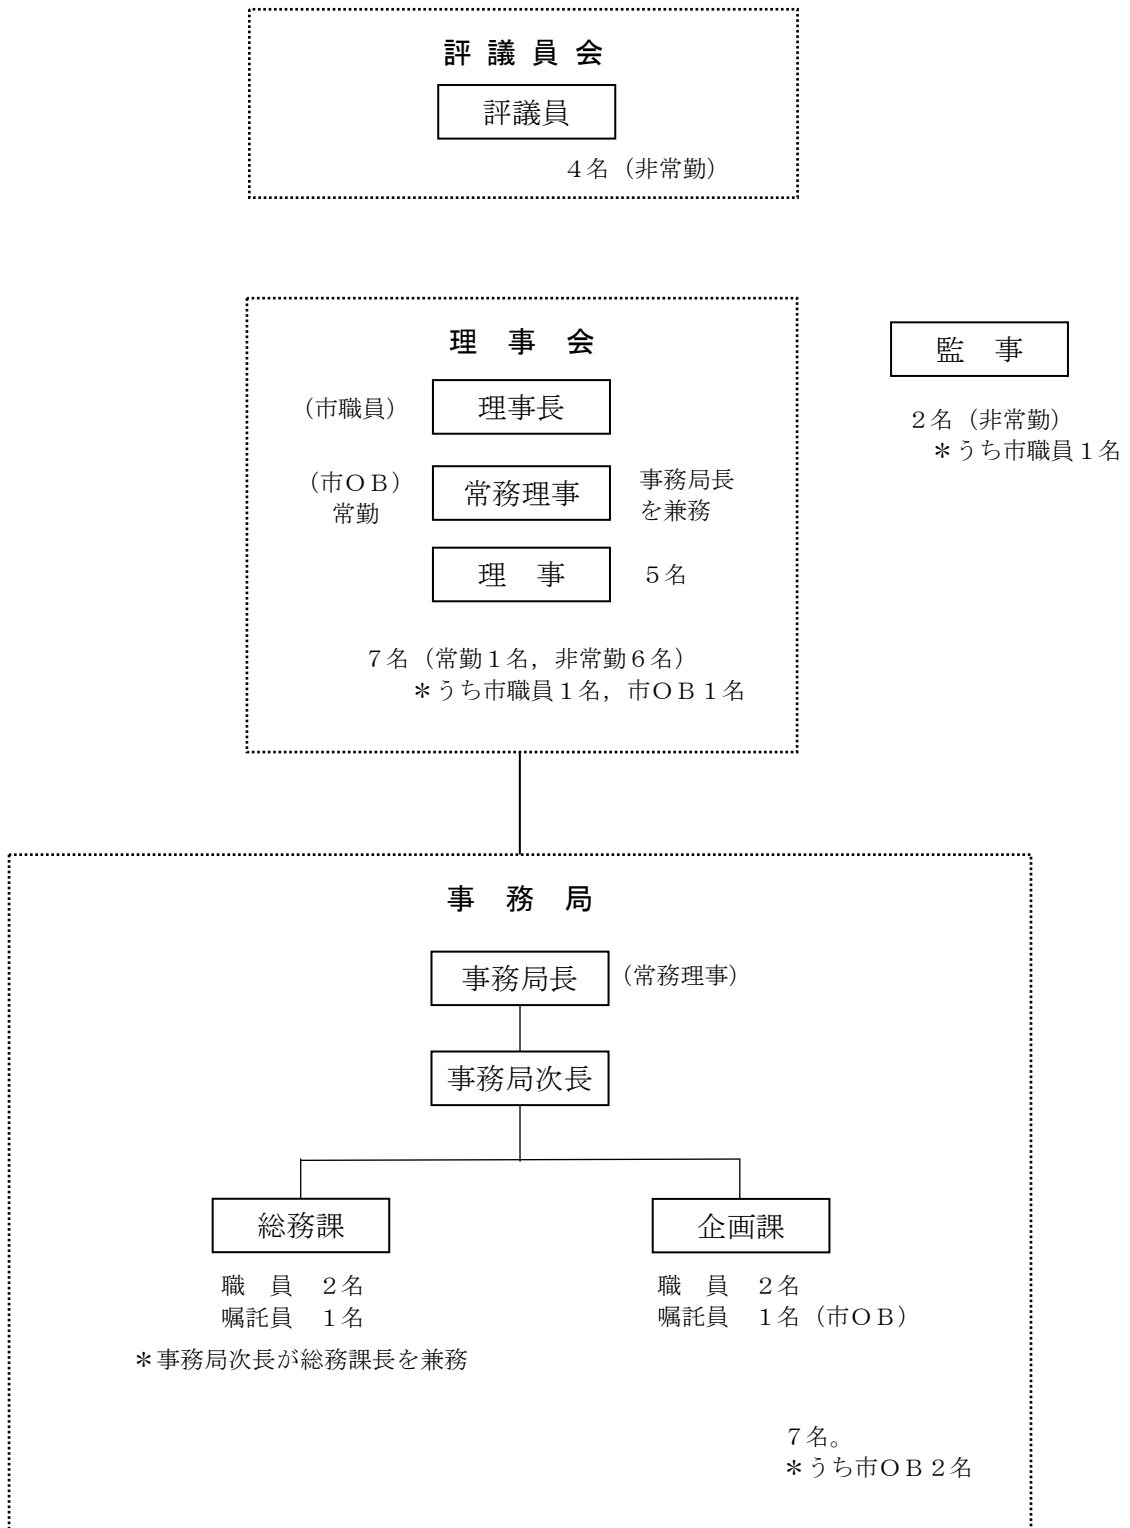 評 議 員 会
評議員
４名（非常勤）
理　事　会
監　事
（市職員）
理事長
２名（非常勤）
＊うち市職員１名
（市ＯＢ）
常勤
常務理事
事務局長
を兼務
理　事
５名
７名（常勤１名，非常勤６名）
＊うち市職員１名，市ＯＢ１名
事　務　局
事務局長
（常務理事）
事務局次長
総務課
企画課
職　員　２名
嘱託員　１名
職　員　２名
嘱託員　１名（市ＯＢ）
＊事務局次長が総務課長を兼務
７名。
＊うち市ＯＢ２名